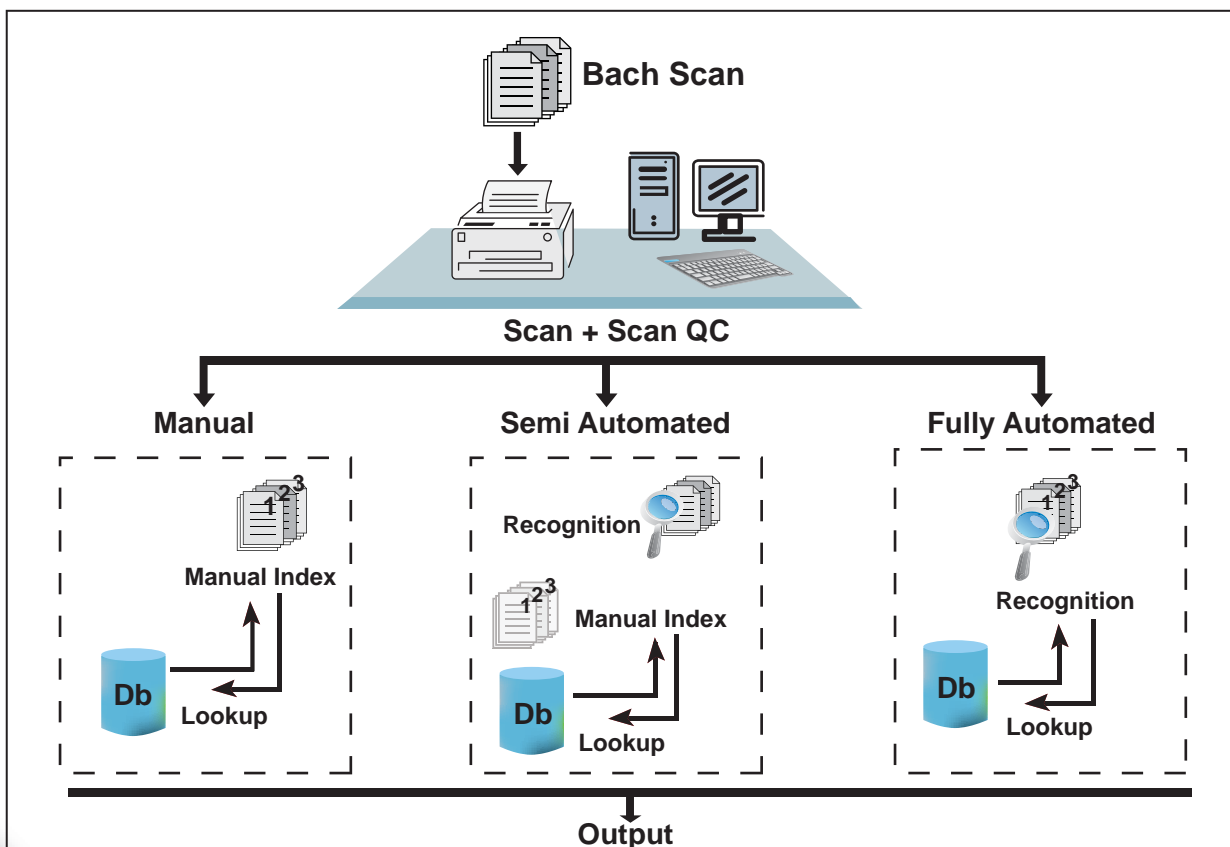 Bach Scan
Scan + Scan QC
Manual
Semi Automated
Fully Automated
1 2 3
Manual Index
Db
Lookup
Recognition
1 2 3
Manual Index
Db
Lookup
1 2 3
Recognition
Db
Lookup
Output